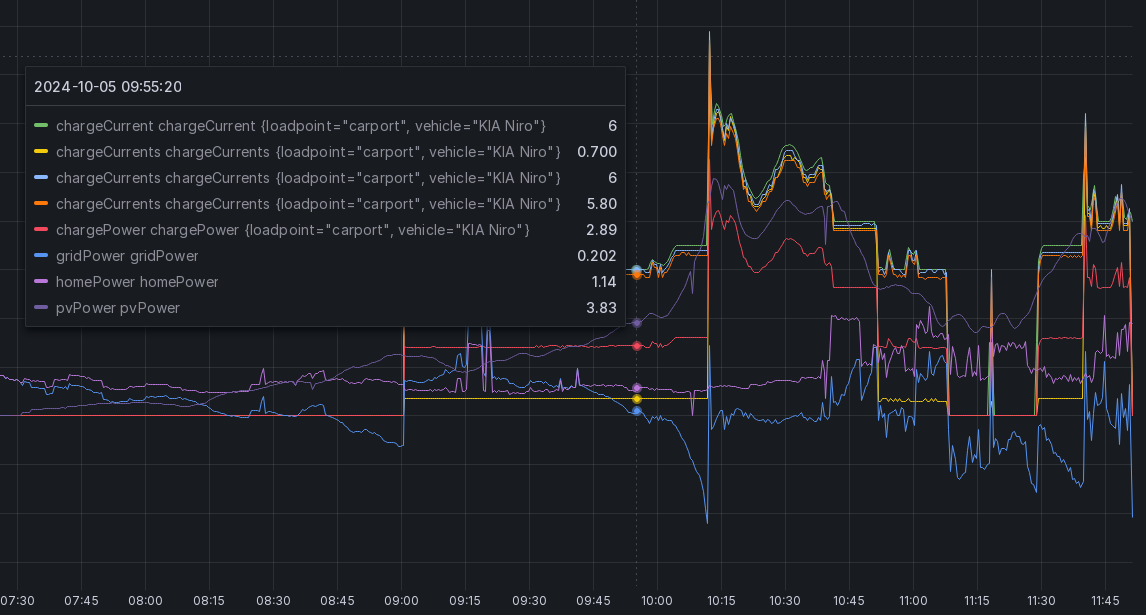 2024-10-05 09:55:20
chargeCurrent chargeCurrent {loadpoint="carport", vehicle="KIA Niro"} 6
chargeCurrents chargeCurrents {loadpoint="carport", vehicle="KIA Niro"} 0.700
chargeCurrents chargeCurrents {loadpoint="carport", vehicle="KIA Niro"} 6
chargeCurrents chargeCurrents {loadpoint="carport", vehicle="KIA Niro"} 5.80
chargePower chargePower {loadpoint="carport", vehicle="KIA Niro"} 2.89
gridPower gridPower 0.202
homePower homePower 1.14
pvPower pvPower 3.83
07:30 07:45 08:00 08:15 08:30 08:45 09:00 09:15 09:30 09:45 10:00 10:15 10:30 10:45 11:00 11:15 11:30 11:45